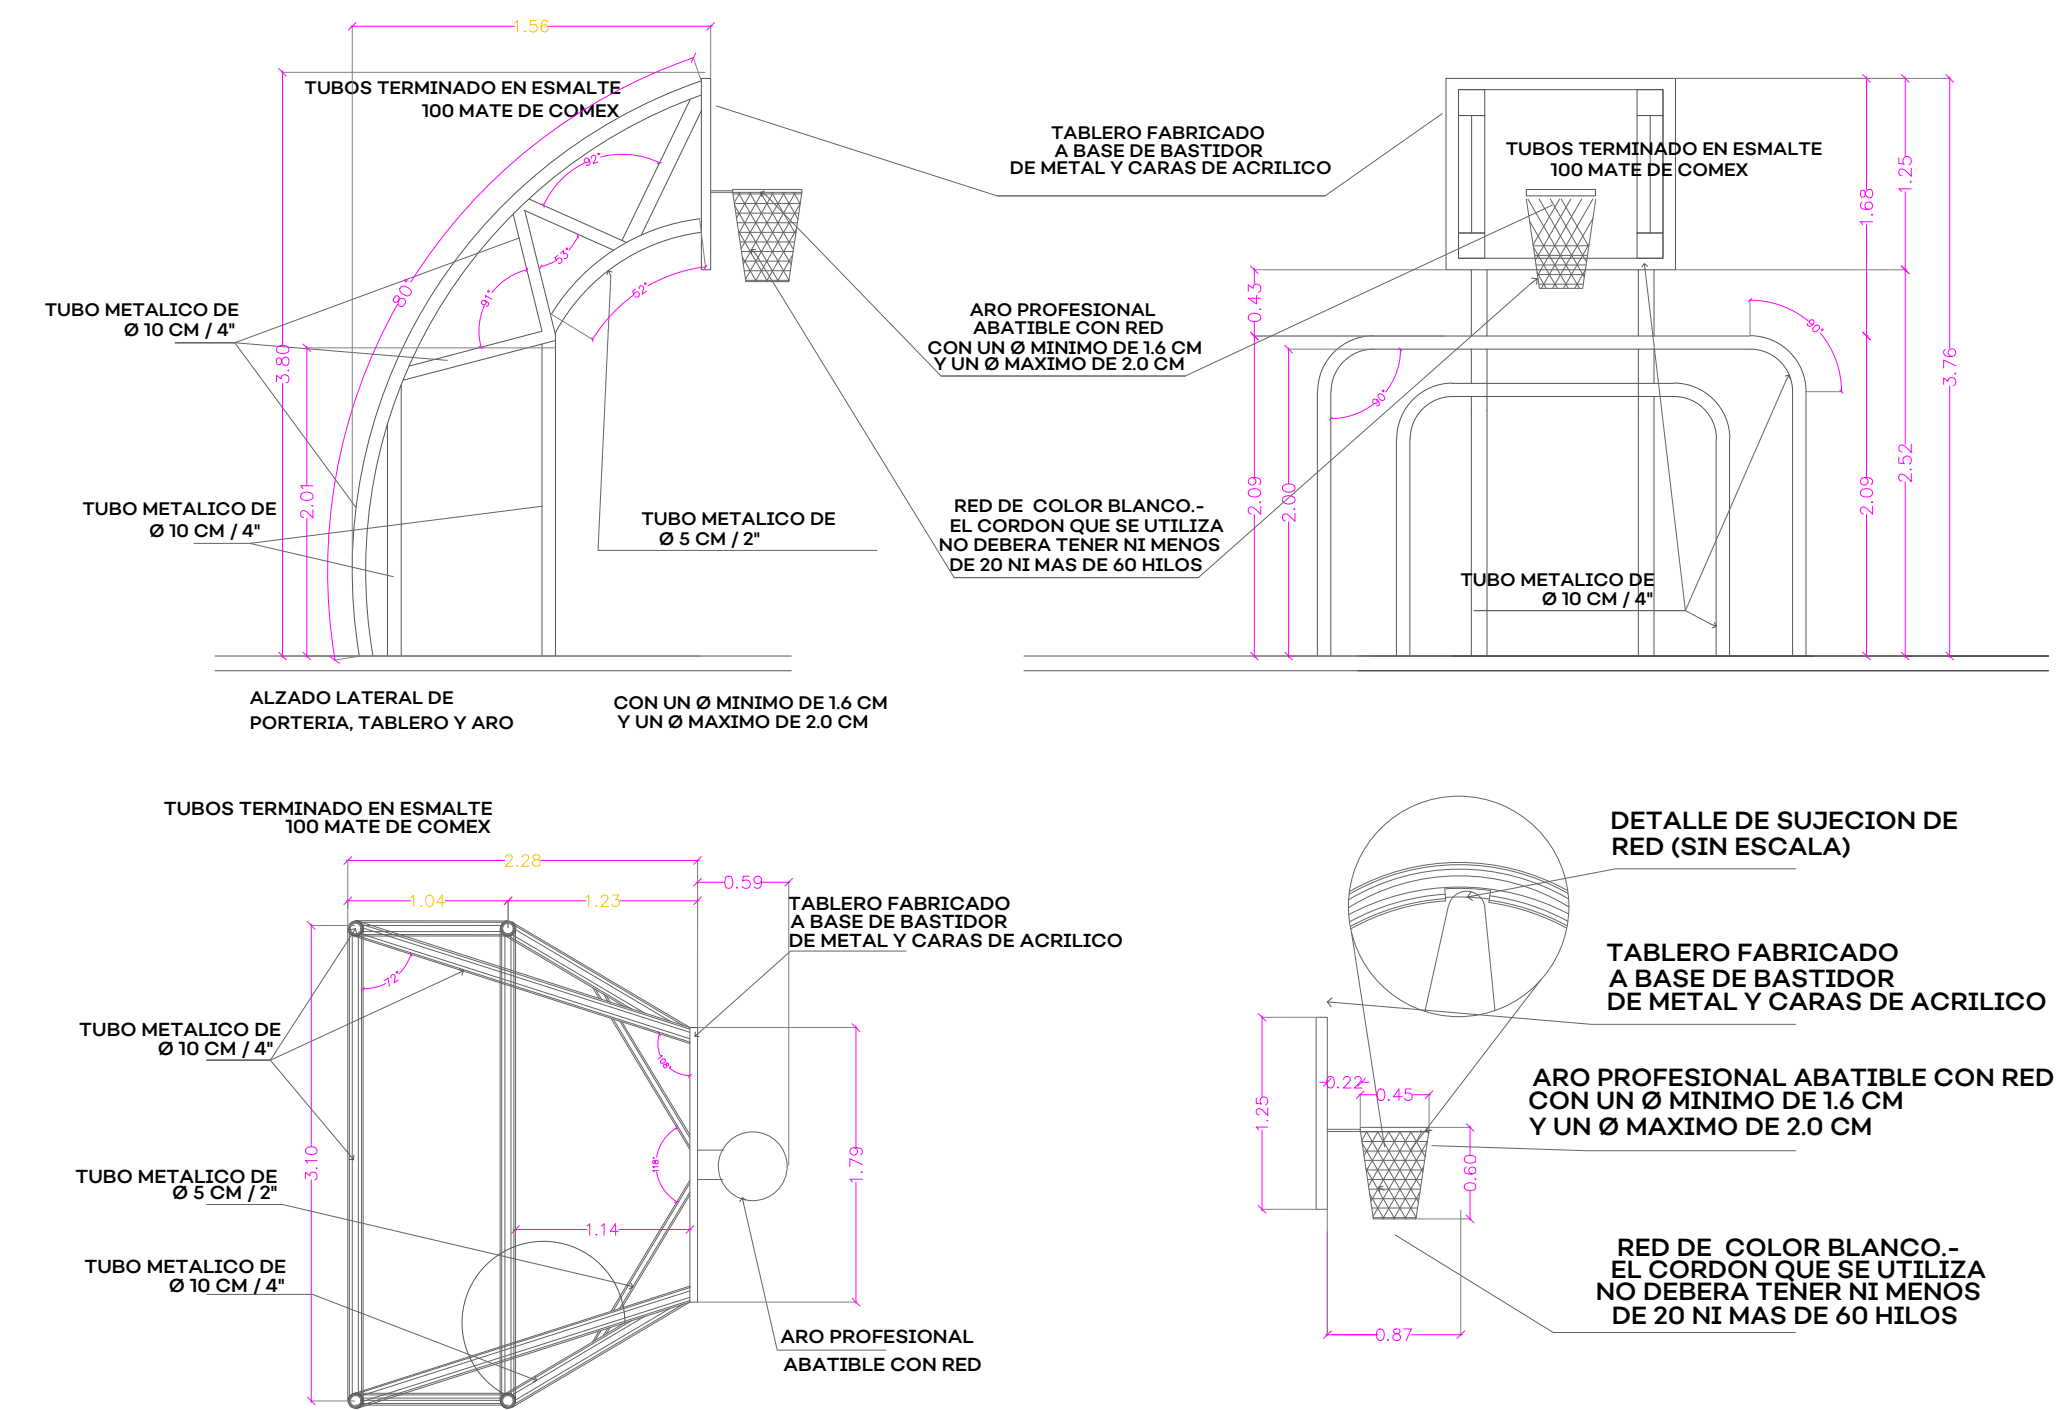 1.56
TUBOS TERMINADO EN ESMALTE
100 MATE DE COMEX
92°
53°
91°
52°
80°
3.80
2.01
TUBO METALICO DE
Ø 10 CM / 4"
TUBO METALICO DE
Ø 10 CM / 4"
TUBO METALICO DE
Ø 5 CM / 2"
ALZADO LATERAL DE
PORTERIA, TABLERO Y ARO
CON UN Ø MINIMO DE 1.6 CM
Y UN Ø MAXIMO DE 2.0 CM
TABLERO FABRICADO
A BASE DE BASTIDOR
DE METAL Y CARAS DE ACRILICO
ARO PROFESIONAL
ABATIBLE CON RED
CON UN Ø MINIMO DE 1.6 CM
Y UN Ø MAXIMO DE 2.0 CM
RED DE  COLOR BLANCO.-
EL CORDON QUE SE UTILIZA
NO DEBERA TENER NI MENOS
DE 20 NI MAS DE 60 HILOS
TUBOS TERMINADO EN ESMALTE
100 MATE DE COMEX
0.43
2.09
2.00
90°
90°
1.68
2.09
1.25
2.52
3.76
TUBO METALICO DE
Ø 10 CM / 4"
TUBOS TERMINADO EN ESMALTE
100 MATE DE COMEX
2.28
1.04
1.23
0.59
TABLERO FABRICADO
A BASE DE BASTIDOR
DE METAL Y CARAS DE ACRILICO
72°
108°
118°
3.10
1.79
1.14
TUBO METALICO DE
Ø 10 CM / 4"
TUBO METALICO DE
Ø 5 CM / 2"
TUBO METALICO DE
Ø 10 CM / 4"
ARO PROFESIONAL
ABATIBLE CON RED
DETALLE DE SUJECION DE
RED (SIN ESCALA)
TABLERO FABRICADO
A BASE DE BASTIDOR
DE METAL Y CARAS DE ACRILICO
0.22
0.45
1.25
0.60
0.87
ARO PROFESIONAL ABATIBLE CON RED
CON UN Ø MINIMO DE 1.6 CM
Y UN Ø MAXIMO DE 2.0 CM
RED DE  COLOR BLANCO.-
EL CORDON QUE SE UTILIZA
NO DEBERA TENER NI MENOS
DE 20 NI MAS DE 60 HILOS